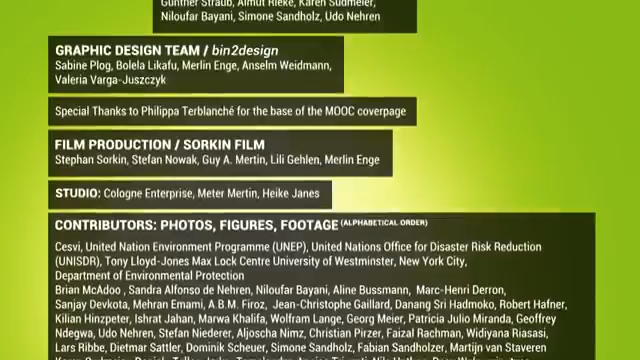 Günther Straub, Almut Rieke, Karen Sudmeier,
Niloufar Bayani, Simone Sandholz, Udo Nehren
GRAPHIC DESIGN TEAM / bin2design
Sabine Plog, Bolela Likafu, Merlin Enge, Anselm Weidmann,
Valeria Varga-Juszczyk
Special Thanks to Philippa Terblanché for the base of the MOOC coverpage
FILM PRODUCTION / SORKIN FILM
Stephan Sorkin, Stefan Nowak, Guy A. Mertin, Lili Gehlen, Merlin Enge
STUDIO: Cologne Enterprise, Meter Mertin, Heike Janes
CONTRIBUTORS: PHOTOS, FIGURES, FOOTAGE (ALPHABETICAL ORDER)
Cesvi, United Nation Environment Programme (UNEP), United Nations Office for Disaster Risk Reduction
(UNISDR), Tony Lloyd-Jones Max Lock Centre University of Westminster, New York City,
Department of Environmental Protection
Brian McAdoo , Sandra Alfonso de Nehren, Niloufar Bayani, Aline Bussmann, Marc-Henri Derron,
Sanjay Devkota, Mehran Emami, A.B.M. Firoz, Jean-Christophe Gaillard, Danang Sri Hadmoko, Robert Hafner,
Kilian Hinzpeter, Ishrat Jahan, Marwa Khalifa, Wolfram Lange, Georg Meier, Patricia Julio Miranda, Geoffrey
Ndegwa, Udo Nehren, Stefan Niederer, Aljoscha Nimz, Christian Pirzer, Faizal Rachman, Widiyana Riasasi,
Lars Ribbe, Dietmar Sattler, Dominik Scheuer, Simone Sandholz, Fabian Sandholzer, Martijn van Staveren